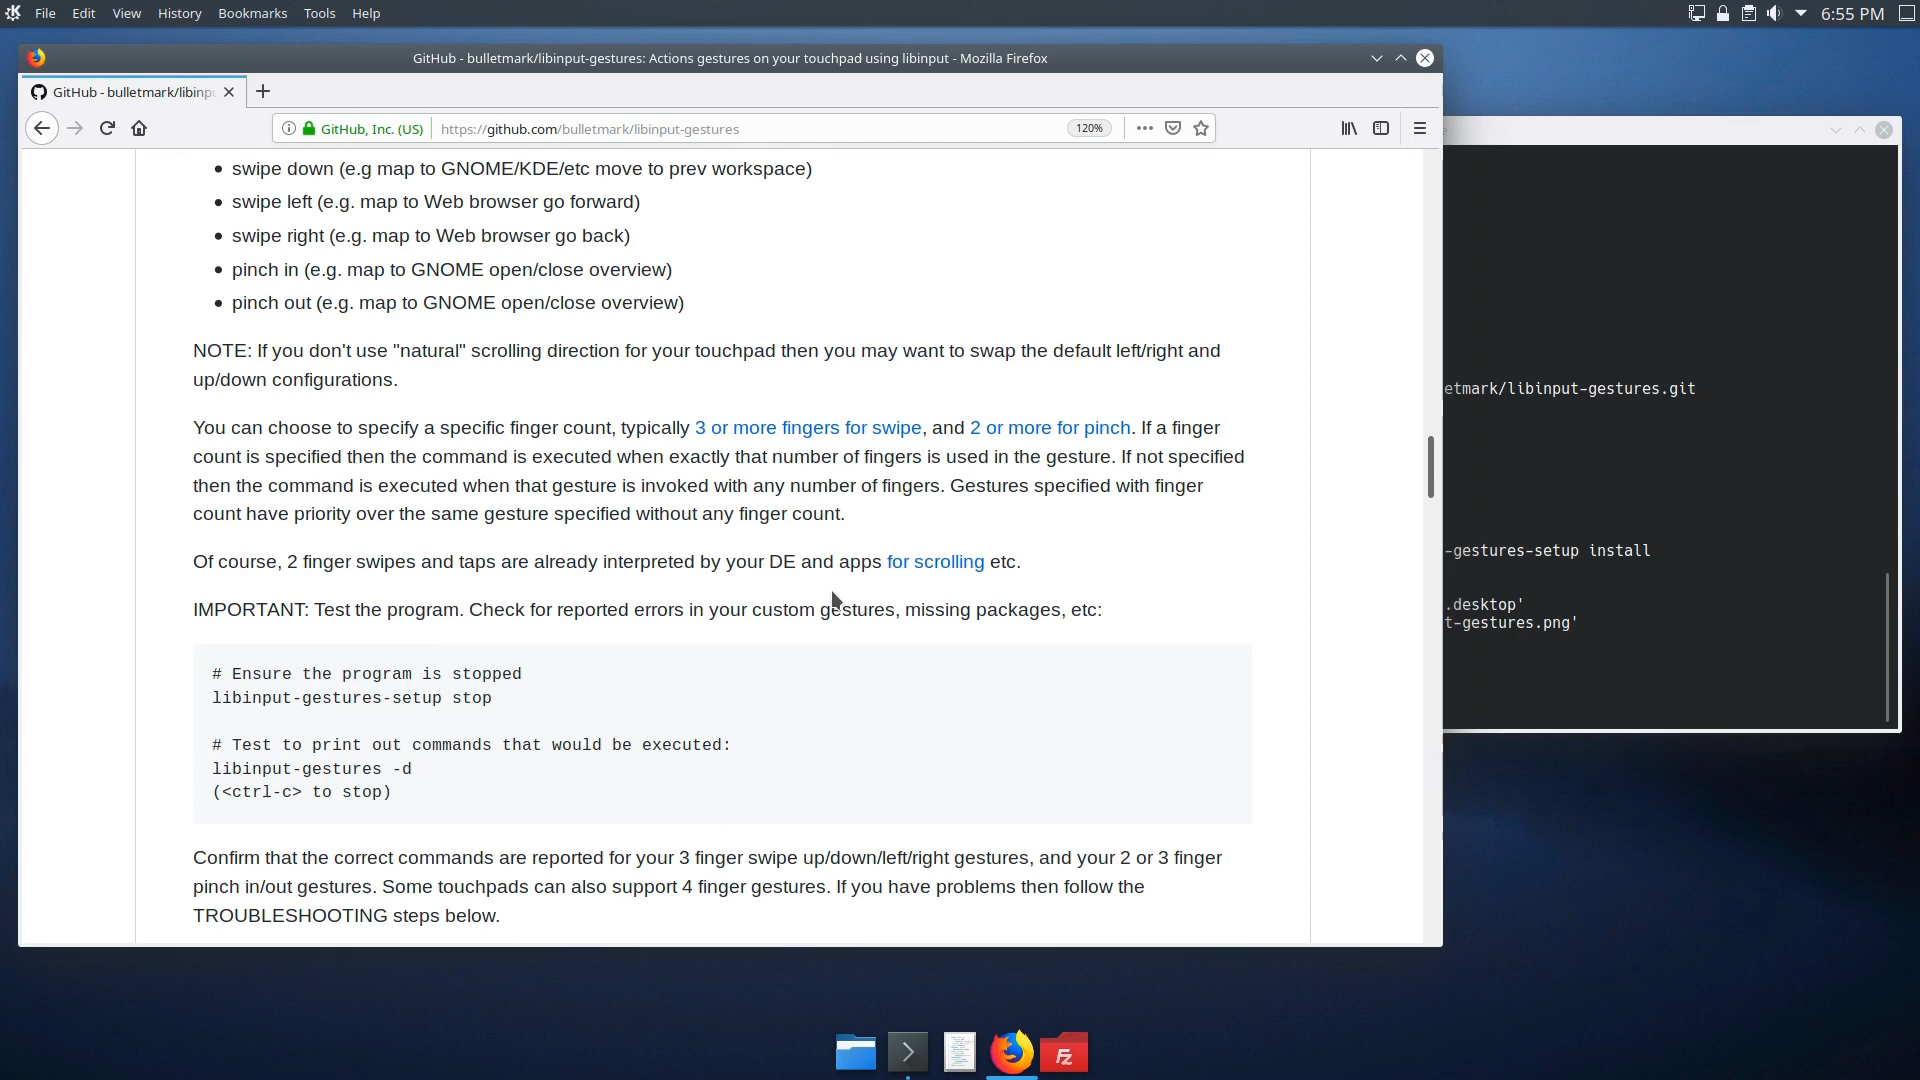 File Edit View History Bookmarks Tools Help
6:55 PM
GitHub - bulletmark/libinput-gestures: Actions gestures on your touchpad using libinput - Mozilla Firefox
GitHub - bulletmark/libinpu
GitHub, Inc. (US) https://github.com/bulletmark/libinput-gestures 120%
• swipe down (e.g map to GNOME/KDE/etc move to prev workspace)
• swipe left (e.g. map to Web browser go forward)
• swipe right (e.g. map to Web browser go back)
• pinch in (e.g. map to GNOME open/close overview)
• pinch out (e.g. map to GNOME open/close overview)
NOTE: If you don't use "natural" scrolling direction for your touchpad then you may want to swap the default left/right and
up/down configurations.
You can choose to specify a specific finger count, typically 3 or more fingers for swipe, and 2 or more for pinch. If a finger
count is specified then the command is executed when exactly that number of fingers is used in the gesture. If not specified
then the command is executed when that gesture is invoked with any number of fingers. Gestures specified with finger
count have priority over the same gesture specified without any finger count.
Of course, 2 finger swipes and taps are already interpreted by your DE and apps for scrolling etc.
IMPORTANT: Test the program. Check for reported errors in your custom gestures, missing packages, etc:
# Ensure the program is stopped
libinput-gestures-setup stop
# Test to print out commands that would be executed:
libinput-gestures -d
(<ctrl-c> to stop)
Confirm that the correct commands are reported for your 3 finger swipe up/down/left/right gestures, and your 2 or 3 finger
pinch in/out gestures. Some touchpads can also support 4 finger gestures. If you have problems then follow the
TROUBLESHOOTING steps below.
etmark/libinput-gestures.git
-gestures-setup install
.desktop'
t-gestures.png'
Fz